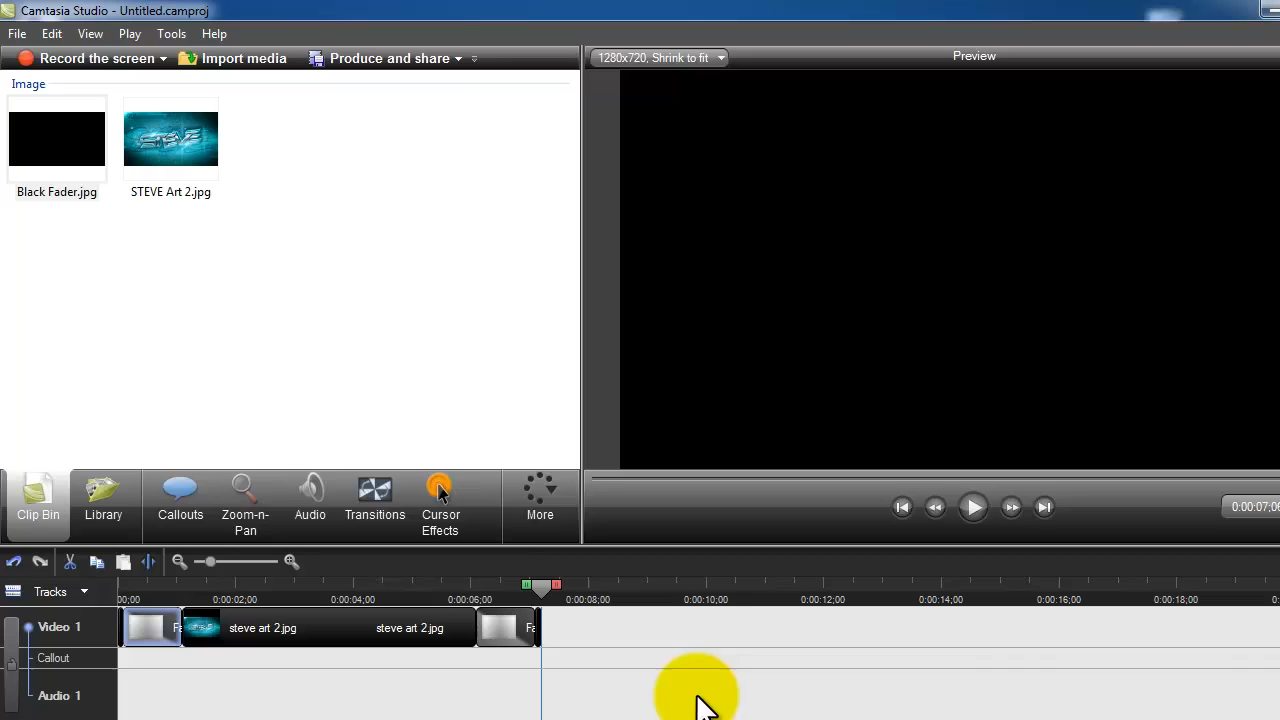 Camtasia Studio - Untitled.camproj
File Edit View Play Tools Help
Record the screen Import media Produce and share
1280x720, Shrink to fit
Preview
Image
STEVE
Black Fader.jpg STEVE Art 2.jpg
Clip Bin Library Callouts Zoom-n-Pan Audio Transitions Cursor Effects More
0:00:07;06
Tracks
00:00 0:00:02;00 0:00:04;00 0:00:06;00 0:00:08;00 0:00:10;00 0:00:12;00 0:00:14;00 0:00:16;00 0:00:18;00
Video 1 Fa steve art 2.jpg steve art 2.jpg Fa
Callout
Audio 1